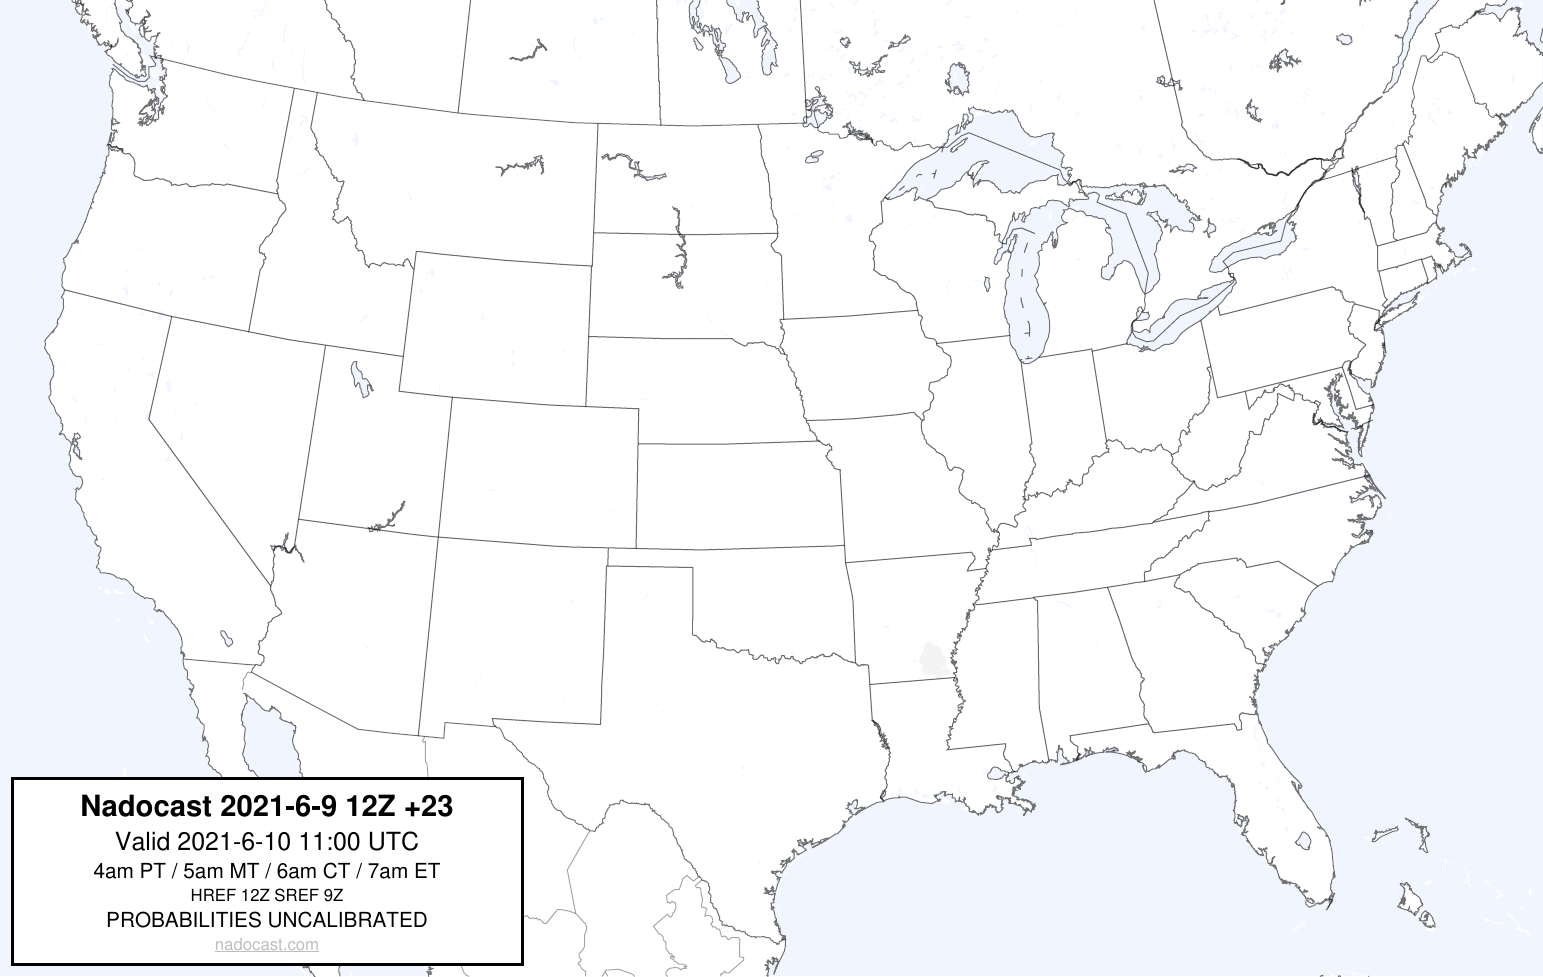 Nadocast 2021-6-9 12Z +23
Valid 2021-6-10 11:00 UTC
4am PT / 5am MT / 6am CT / 7am ET
HREF 12Z SREF 9Z
PROBABILITIES UNCALIBRATED
nadocast.com